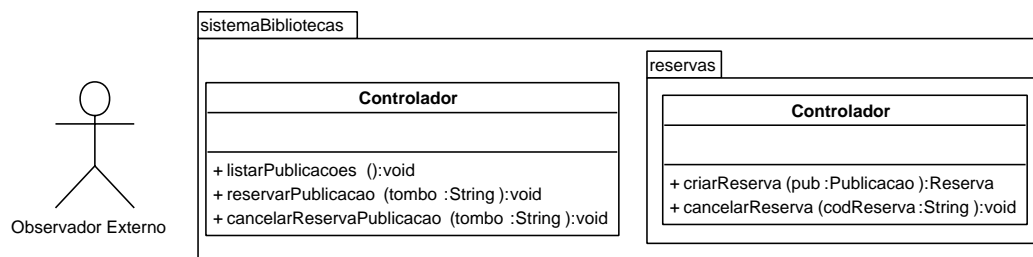 sistemaBibliotecas
reservas
Controlador
+ listarPublicacoes ():void
+ reservarPublicacao (tombo :String ):void
+ cancelarReservaPublicacao (tombo :String ):void
Controlador
+ criarReserva (pub :Publicacao ):Reserva
+ cancelarReserva (codReserva :String ):void
Observador Externo